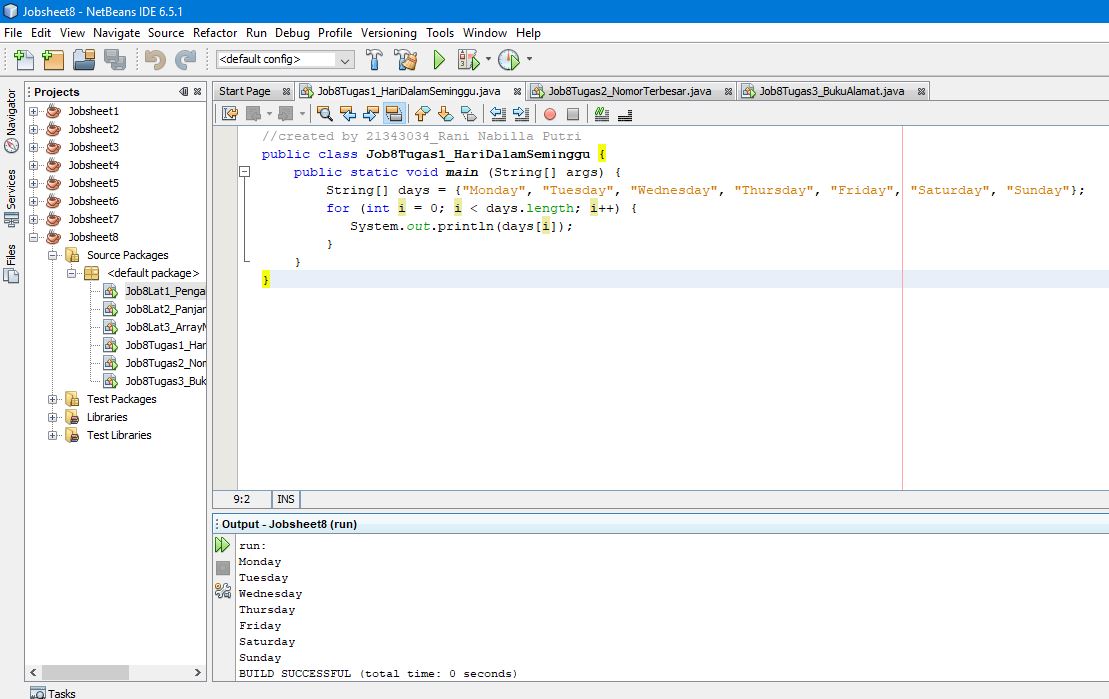 Jobsheet8 - NetBeans IDE 6.5.1
File Edit View Navigate Source Refactor Run Debug Profile Versioning Tools Window Help
<default config>
Navigator
Services
Files
Projects
Jobsheet1
Jobsheet2
Jobsheet3
Jobsheet4
Jobsheet5
Jobsheet6
Jobsheet7
Jobsheet8
Source Packages
<default package>
Job8Lat1_Penga
Job8Lat2_Panjar
Job8Lat3_Array
Job8Tugas1_Har
Job8Tugas2_Nor
Job8Tugas3_Buk
Test Packages
Libraries
Test Libraries
Start Page Job8Tugas1_HariDalamSeminggu.java Job8Tugas2_NomorTerbesar.java Job8Tugas3_BukuAlamat.java
//created by 21343034_Rani Nabilla Putri
public class Job8Tugas1_HariDalamSeminggu {
public static void main (String[] args) {
String[] days = {"Monday", "Tuesday", "Wednesday", "Thursday", "Friday", "Saturday", "Sunday"};
for (int i = 0; i < days.length; i++) {
System.out.println(days[i]);
}
}
}
9:2 INS
Output - Jobsheet8 (run)
run:
Monday
Tuesday
Wednesday
Thursday
Friday
Saturday
Sunday
BUILD SUCCESSFUL (total time: 0 seconds)
Tasks